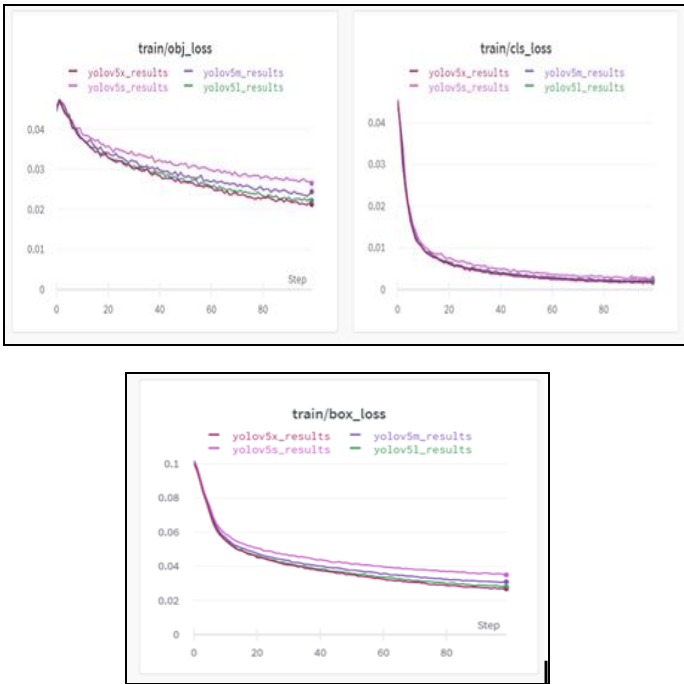 train/obj_loss
yolov5x_results yolov5m_results
yolov5s_results yolov5l_results
0.04
0.03
0.02
0.01
0
Step
0 20 40 60 80
train/cls_loss
yolov5x_results yolov5m_results
yolov5s_results yolov5l_results
0.04
0.03
0.02
0.01
0
0 20 40 60 80
train/box_loss
yolov5x_results yolov5m_results
yolov5s_results yolov5l_results
0.1
0.08
0.06
0.04
0.02
0
Step
0 20 40 60 80